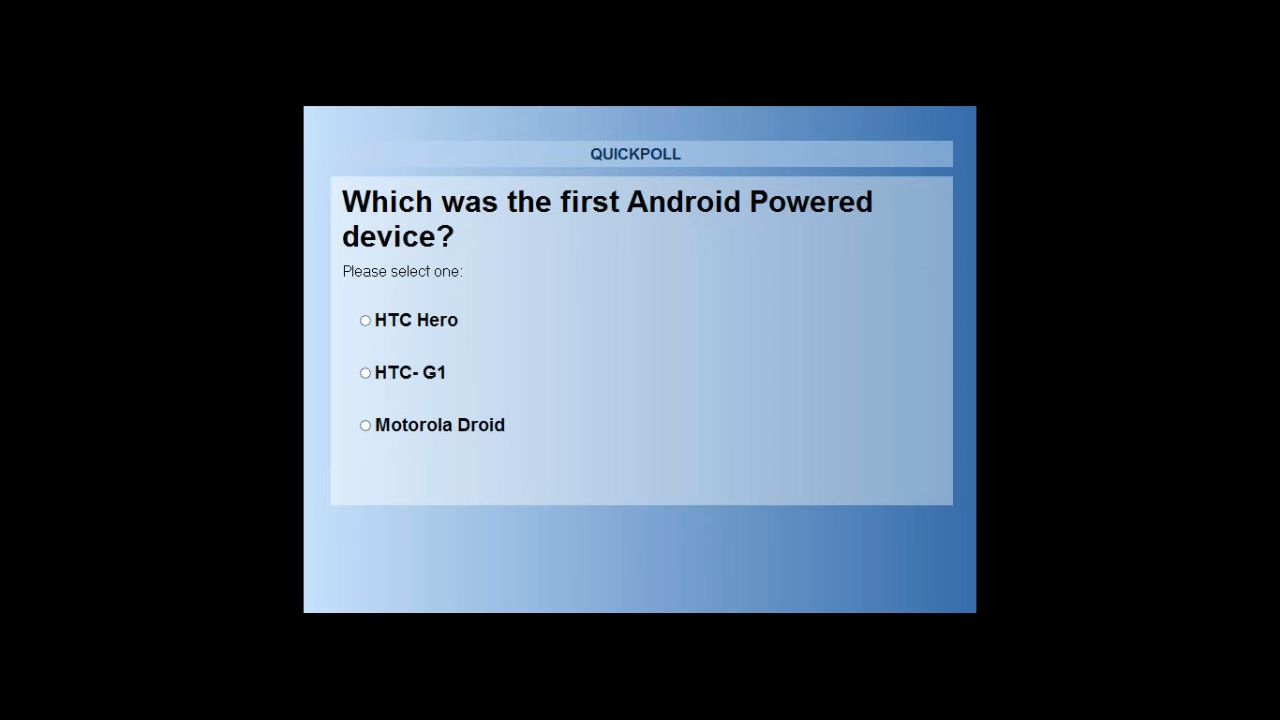 QUICKPOLL
Which was the first Android Powered
device?
Please select one:
HTC Hero
HTC- G1
Motorola Droid